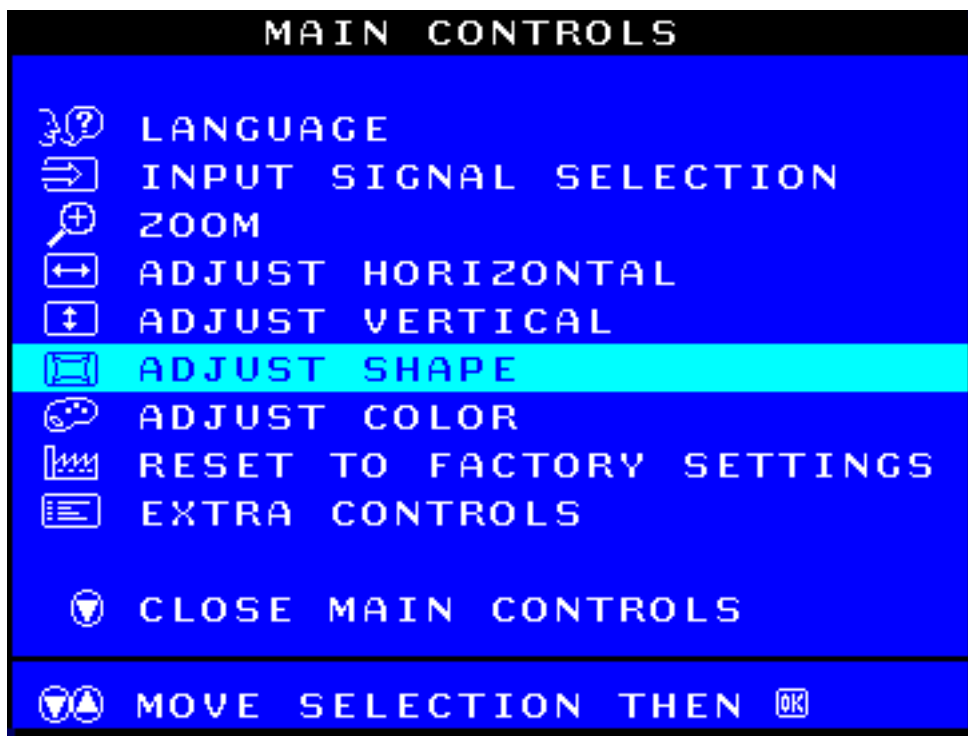 MAIN CONTROLS
LANGUAGE
INPUT SIGNAL SELECTION
ZOOM
ADJUST HORIZONTAL
ADJUST VERTICAL
ADJUST SHAPE
ADJUST COLOR
RESET TO FACTORY SETTINGS
EXTRA CONTROLS
CLOSE MAIN CONTROLS
MOVE SELECTION THEN OK